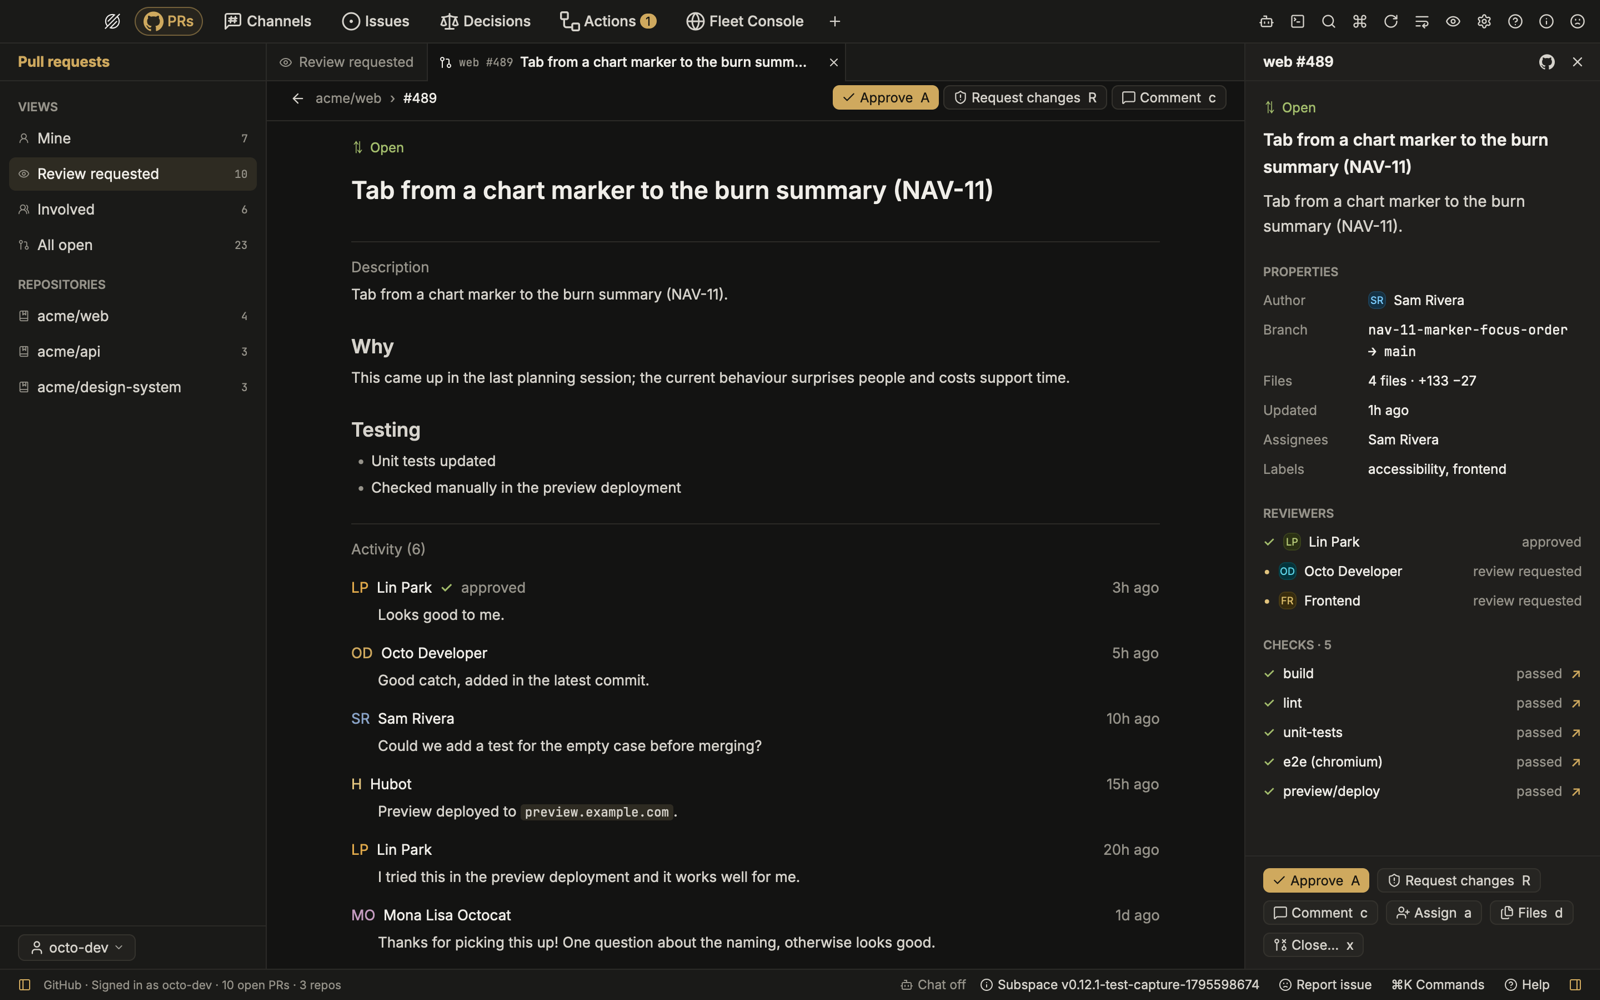 PRs
Channels
Issues
Decisions
Actions 1
Fleet Console
Pull requests
VIEWS
Mine 7
Review requested 10
Involved 6
All open 23
REPOSITORIES
acme/web 4
acme/api 3
acme/design-system 3
octo-dev
Review requested
web #489 Tab from a chart marker to the burn summ...
acme/web › #489
Approve A
Request changes R
Comment c
Open
Tab from a chart marker to the burn summary (NAV-11)
Description
Tab from a chart marker to the burn summary (NAV-11).
Why
This came up in the last planning session; the current behaviour surprises people and costs support time.
Testing
• Unit tests updated
• Checked manually in the preview deployment
Activity (6)
LP Lin Park ✓ approved 3h ago
Looks good to me.
OD Octo Developer 5h ago
Good catch, added in the latest commit.
SR Sam Rivera 10h ago
Could we add a test for the empty case before merging?
H Hubot 15h ago
Preview deployed to preview.example.com.
LP Lin Park 20h ago
I tried this in the preview deployment and it works well for me.
MO Mona Lisa Octocat 1d ago
Thanks for picking this up! One question about the naming, otherwise looks good.
web #489
Open
Tab from a chart marker to the burn
summary (NAV-11)
Tab from a chart marker to the burn
summary (NAV-11).
PROPERTIES
Author SR Sam Rivera
Branch nav-11-marker-focus-order
→ main
Files 4 files · +133 −27
Updated 1h ago
Assignees Sam Rivera
Labels accessibility, frontend
REVIEWERS
LP Lin Park approved
OD Octo Developer review requested
FR Frontend review requested
CHECKS · 5
build passed
lint passed
unit-tests passed
e2e (chromium) passed
preview/deploy passed
Approve A
Request changes R
Comment c
Assign a
Files d
Close... x
GitHub · Signed in as octo-dev · 10 open PRs · 3 repos
Chat off
Subspace v0.12.1-test-capture-1795598674
Report issue
⌘K Commands
Help